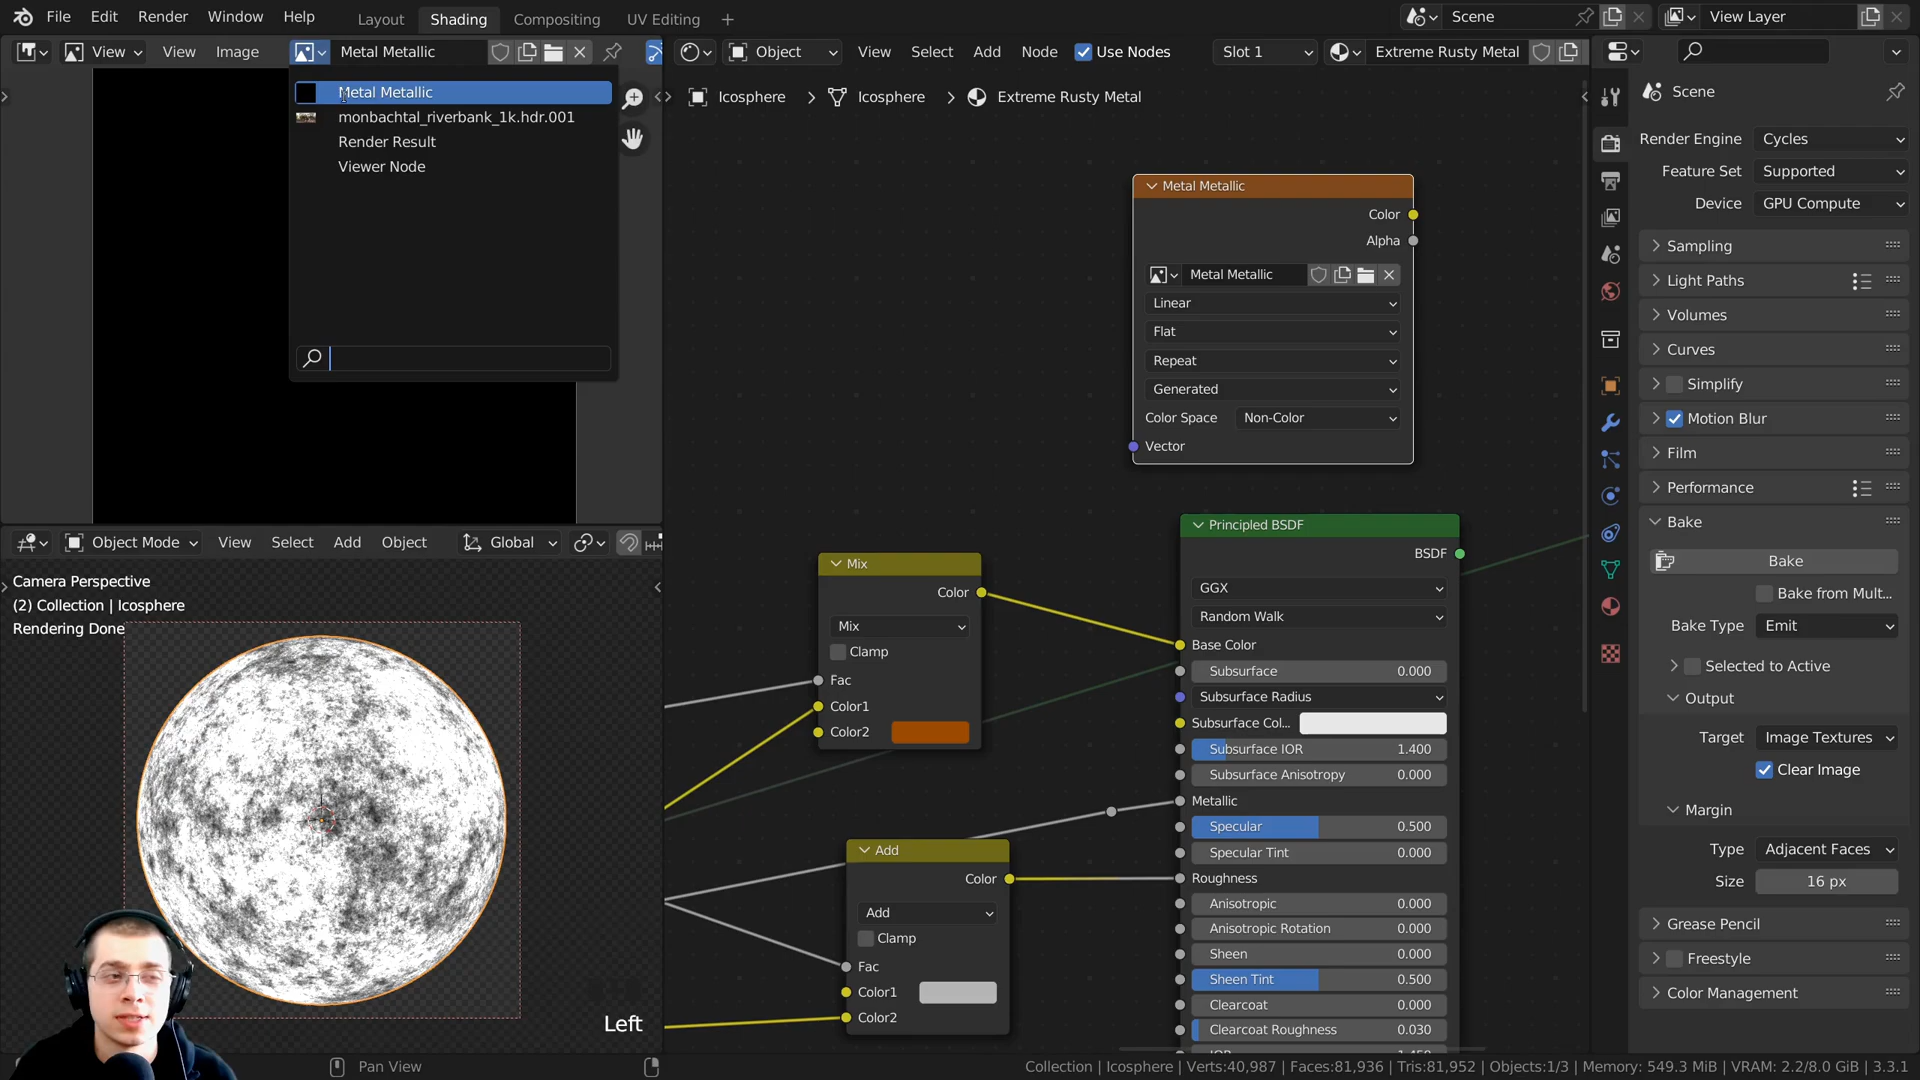 File Edit Render Window Help Layout Shading Compositing UV Editing + Scene View Layer
View View Image Metal Metallic Object View Select Add Node Use Nodes Slot 1 Extreme Rusty Metal
Metal Metallic
monbachtal_riverbank_1k.hdr.001
Render Result
Viewer Node
Icosphere > Icosphere > Extreme Rusty Metal
Metal Metallic
Color
Alpha
Metal Metallic
Linear
Flat
Repeat
Generated
Color Space Non-Color
Vector
Object Mode View Select Add Object Global
Camera Perspective
(2) Collection | Icosphere
Rendering Done
Left
Mix
Color
Mix
Clamp
Fac
Color1
Color2
Add
Color
Add
Clamp
Fac
Color1
Color2
Principled BSDF
BSDF
GGX
Random Walk
Base Color
Subsurface 0.000
Subsurface Radius
Subsurface Col...
Subsurface IOR 1.400
Subsurface Anisotropy 0.000
Metallic
Specular 0.500
Specular Tint 0.000
Roughness
Anisotropic 0.000
Anisotropic Rotation 0.000
Sheen 0.000
Sheen Tint 0.500
Clearcoat 0.000
Clearcoat Roughness 0.030
Scene
Render Engine Cycles
Feature Set Supported
Device GPU Compute
Sampling
Light Paths
Volumes
Curves
Simplify
Motion Blur
Film
Performance
Bake
Bake
Bake from Mult...
Bake Type Emit
Selected to Active
Output
Target Image Textures
Clear Image
Margin
Type Adjacent Faces
Size 16 px
Grease Pencil
Freestyle
Color Management
Pan View
Collection | Icosphere | Verts:40,987 | Faces:81,936 | Tris:81,952 | Objects:1/3 | Memory: 549.3 MiB | VRAM: 2.2/8.0 GiB | 3.3.1